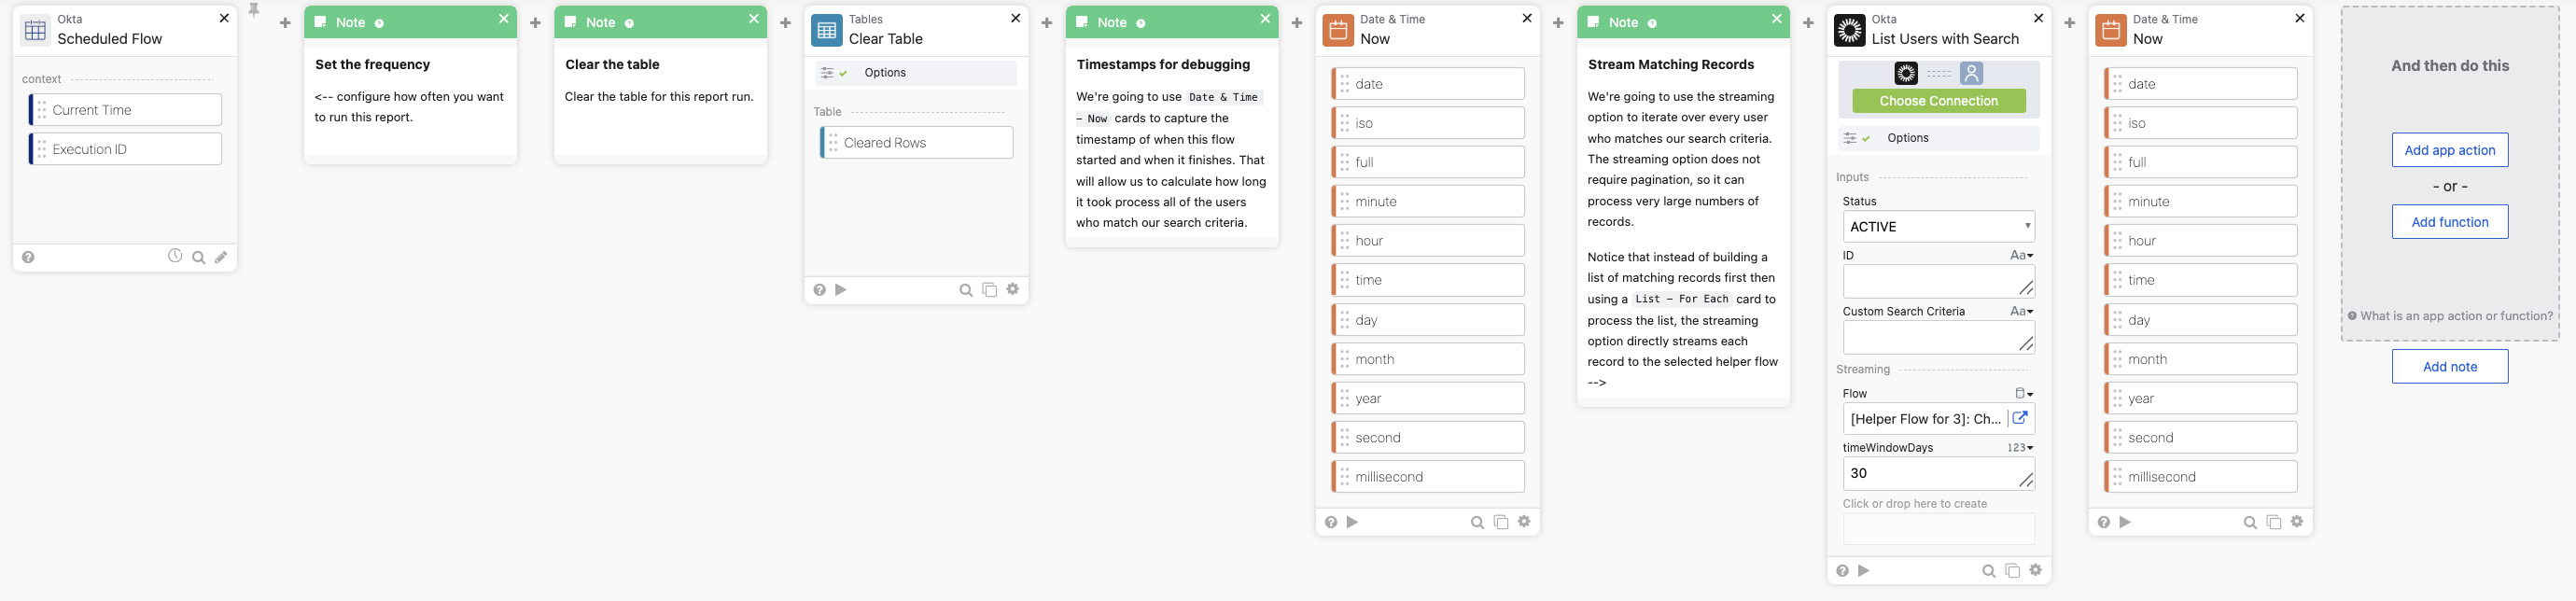 Okta
Scheduled Flow
context
Current Time
Execution ID
Note
Set the frequency
<-- configure how often you want
to run this report.
Note
Clear the table
Clear the table for this report run.
Tables
Clear Table
Options
Table
Cleared Rows
Note
Timestamps for debugging
We're going to use Date & Time
– Now cards to capture the
timestamp of when this flow
started and when it finishes. That
will allow us to calculate how long
it took process all of the users
who match our search criteria.
Date & Time
Now
date
iso
full
minute
hour
time
day
month
year
second
millisecond
Note
Stream Matching Records
We're going to use the streaming
option to iterate over every user
who matches our search criteria.
The streaming option does not
require pagination, so it can
process very large numbers of
records.
Notice that instead of building a
list of matching records first then
using a List – For Each card to
process the list, the streaming
option directly streams each
record to the selected helper flow
-->
Okta
List Users with Search
Choose Connection
Options
Inputs
Status
ACTIVE
ID Aa
Custom Search Criteria Aa
Streaming
Flow
[Helper Flow for 3]: Ch...
timeWindowDays 123
30
Click or drop here to create
Date & Time
Now
date
iso
full
minute
hour
time
day
month
year
second
millisecond
And then do this
Add app action
- or -
Add function
What is an app action or function?
Add note